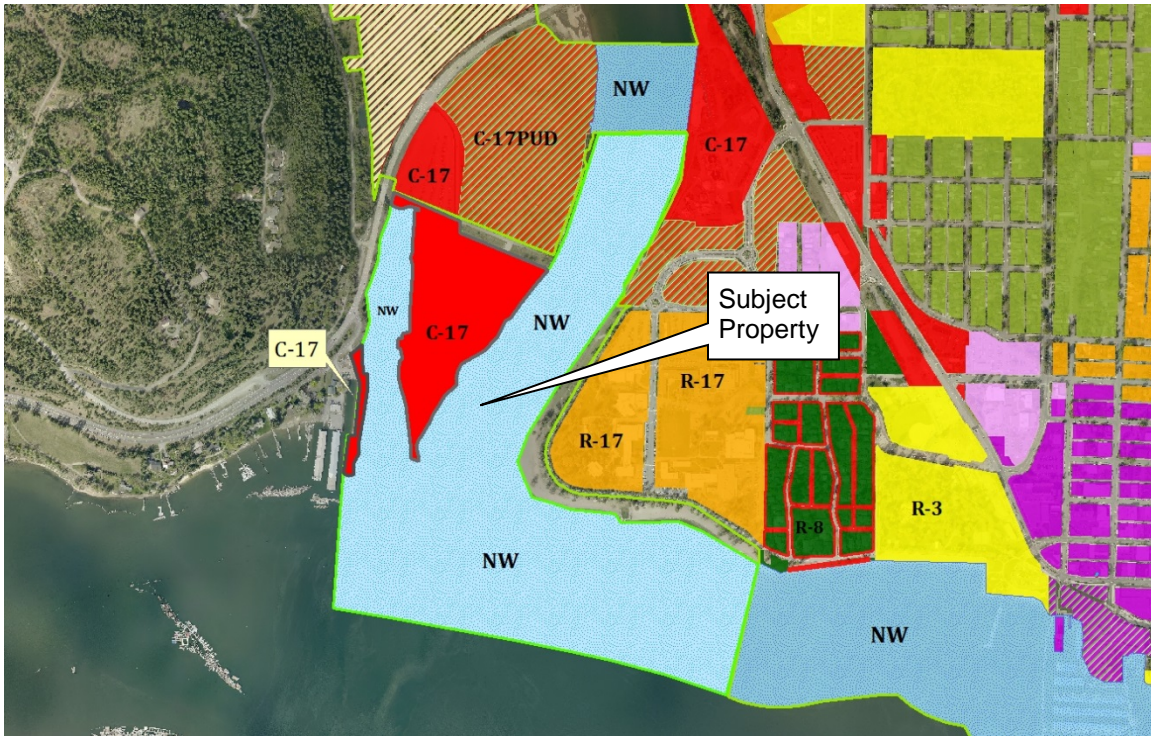 NW
C-17PUD
C-17
C-17
NW
C-17
NW
C-17
Subject
Property
R-17
R-17
R-8
R-3
NW
NW